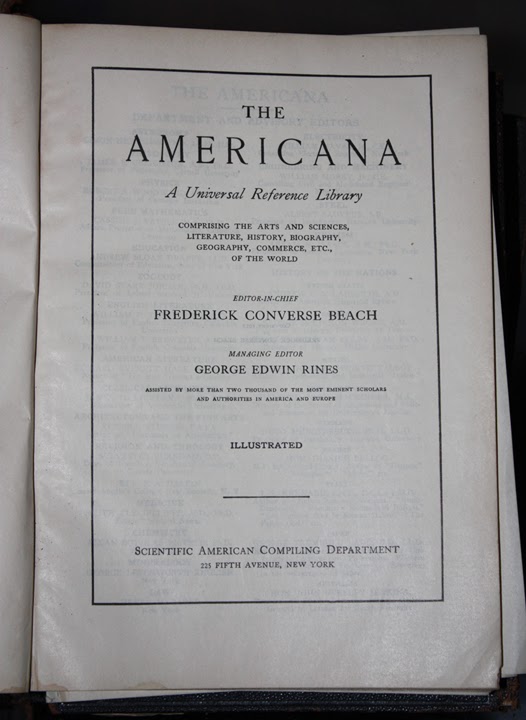 THE
AMERICANA
A Universal Reference Library
COMPRISING THE ARTS AND SCIENCES,
LITERATURE, HISTORY, BIOGRAPHY,
GEOGRAPHY, COMMERCE, ETC.,
OF THE WORLD
EDITOR-IN-CHIEF
FREDERICK CONVERSE BEACH
MANAGING EDITOR
GEORGE EDWIN RINES
ASSISTED BY MORE THAN TWO THOUSAND OF THE MOST EMINENT SCHOLARS
AND AUTHORITIES IN AMERICA AND EUROPE
ILLUSTRATED
SCIENTIFIC AMERICAN COMPILING DEPARTMENT
225 FIFTH AVENUE, NEW YORK